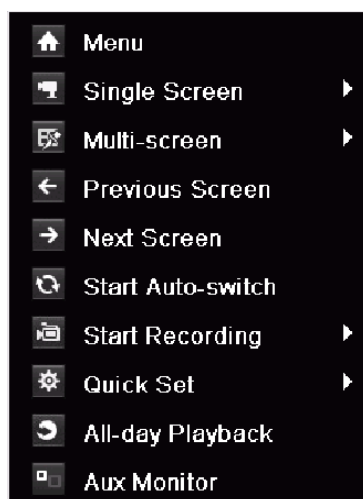 Menu
Single Screen
Multi-screen
Previous Screen
Next Screen
Start Auto-switch
Start Recording
Quick Set
All-day Playback
Aux Monitor